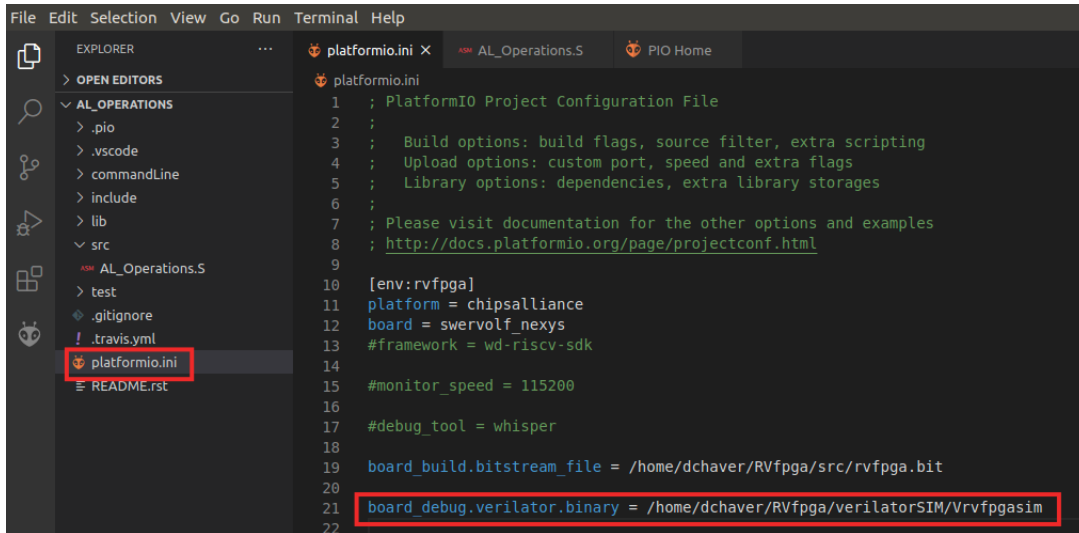 File Edit Selection View Go Run Terminal Help
EXPLORER ...
> OPEN EDITORS
AL_OPERATIONS
> .pio
> .vscode
> commandLine
> include
> lib
src
ASM AL_Operations.S
> test
.gitignore
! .travis.yml
platformio.ini
README.rst
platformio.ini × ASM AL_Operations.S PIO Home
platformio.ini
1 ; PlatformIO Project Configuration File
2 ;
3 ; Build options: build flags, source filter, extra scripting
4 ; Upload options: custom port, speed and extra flags
5 ; Library options: dependencies, extra library storages
6 ;
7 ; Please visit documentation for the other options and examples
8 ; http://docs.platformio.org/page/projectconf.html
9
10 [env:rvfpga]
11 platform = chipsalliance
12 board = swervolf_nexys
13 #framework = wd-riscv-sdk
14
15 #monitor_speed = 115200
16
17 #debug_tool = whisper
18
19 board_build.bitstream_file = /home/dchaver/RVfpga/src/rvfpga.bit
20
21 board_debug.verilator.binary = /home/dchaver/RVfpga/verilatorSIM/Vrvfpgasim
22